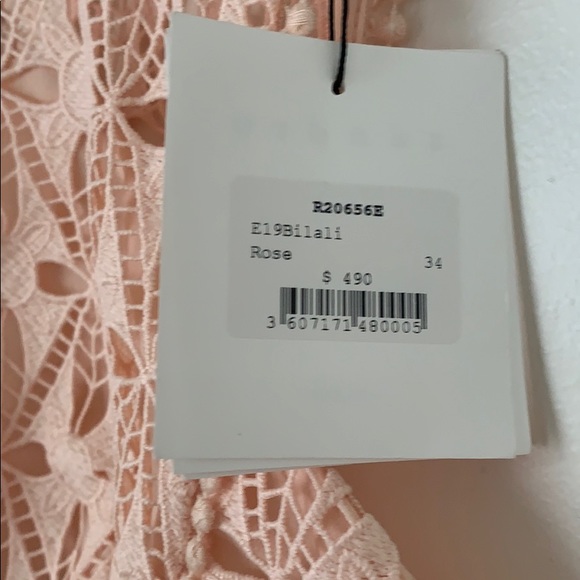 R20656E
E19Bilali
Rose 34
$ 490
3 607171 480005